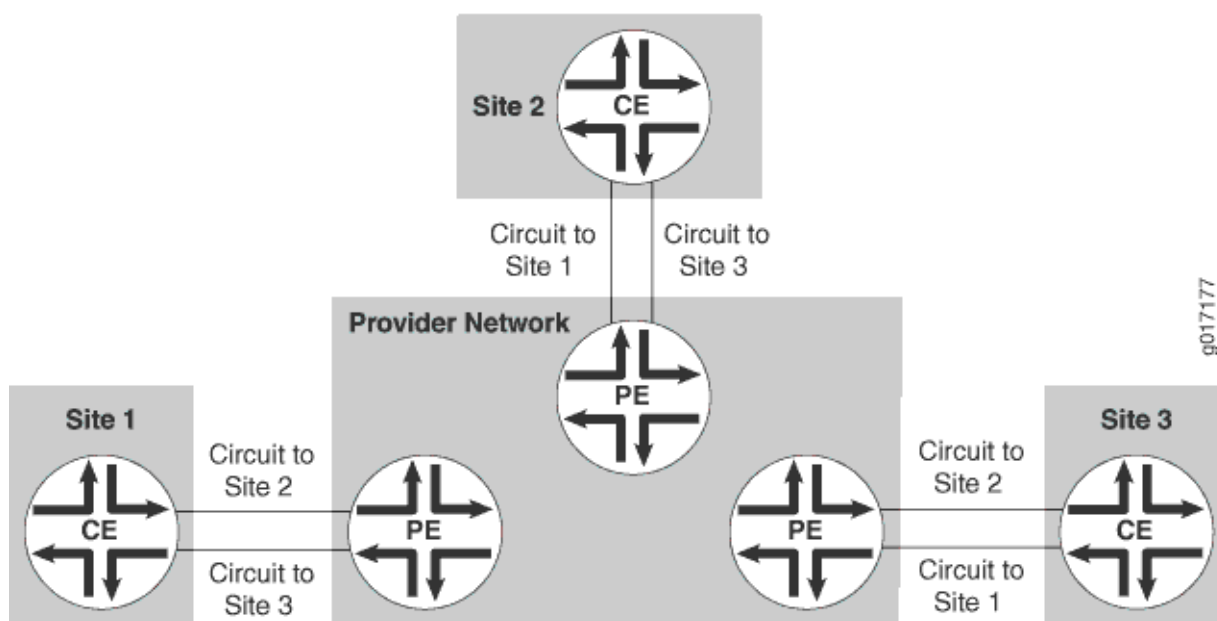 Site 2
CE
Circuit to
Site 1
Circuit to
Site 3
g017177
Provider Network
PE
Site 1
CE
Circuit to
Site 2
Circuit to
Site 3
PE
PE
Circuit to
Site 2
Circuit to
Site 1
Site 3
CE